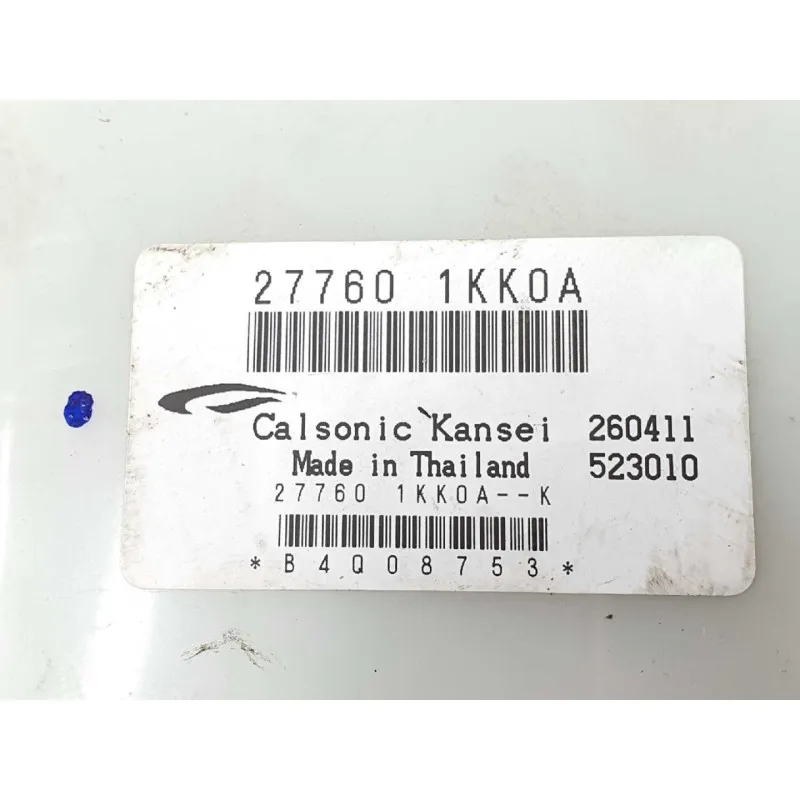 27760 1KK0A
Calsonic Kansei 260411
Made in Thailand 523010
27760 1KK0A--K
*B4Q08753*